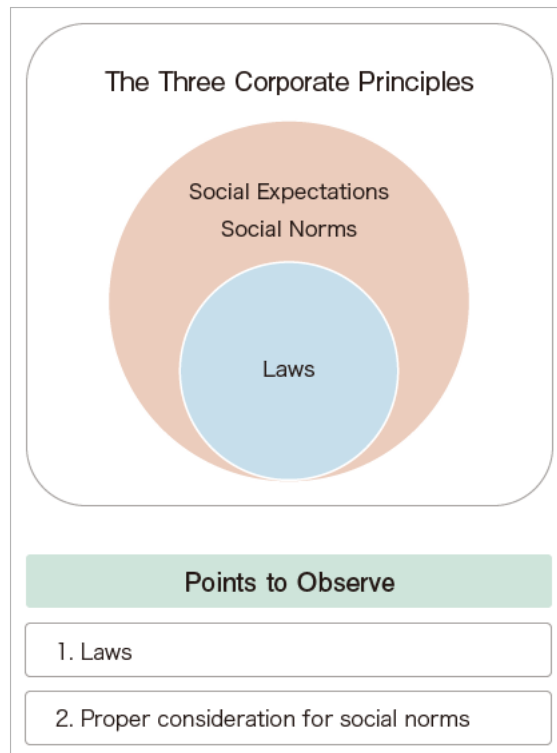 The Three Corporate Principles
Social Expectations
Social Norms
Laws
Points to Observe
1. Laws
2. Proper consideration for social norms